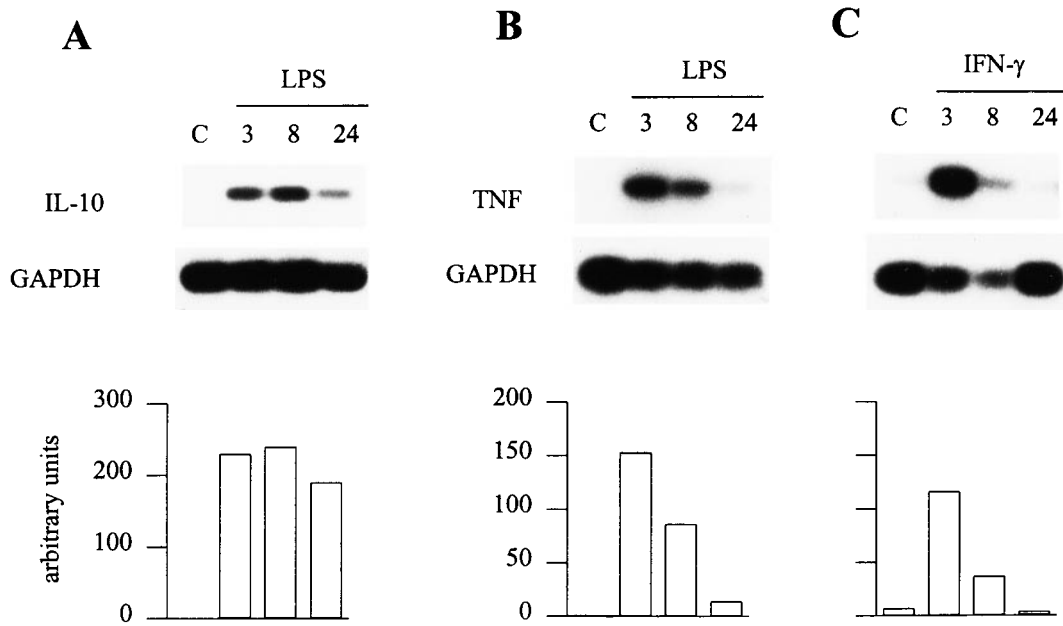 A
LPS
C 3 8 24
IL-10
GAPDH
300
200
100
0
arbitrary units
B
LPS
C 3 8 24
TNF
GAPDH
200
150
100
50
0
C
IFN-γ
C 3 8 24